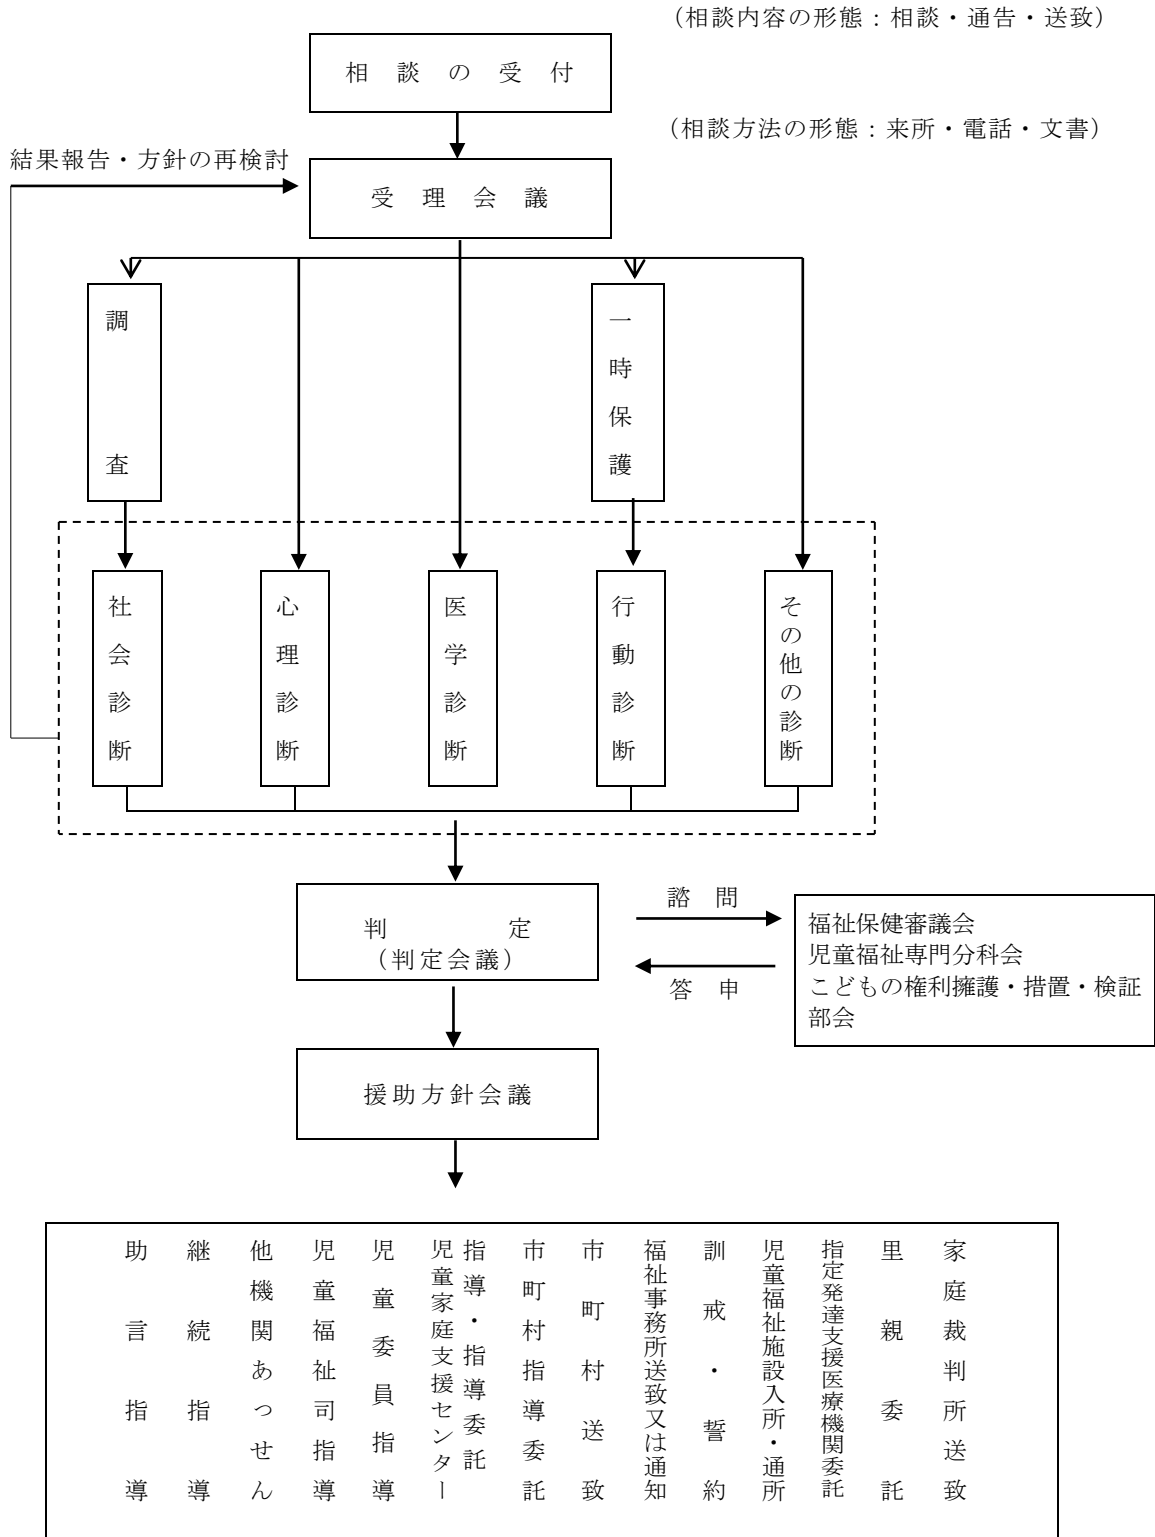 (相談内容の形態：相談・通告・送致)
相談の受付
(相談方法の形態：来所・電話・文書)
結果報告・方針の再検討
受理会議
調査
一時保護
社会診断
心理診断
医学診断
行動診断
その他の診断
判定
(判定会議)
諮問
答申
福祉保健審議会
児童福祉専門分科会
こどもの権利擁護・措置・検証
部会
援助方針会議
助言指導
継続指導
他機関あっせん
児童福祉司指導
児童委員指導
児童家庭支援センター
指導・指導委託
市町村指導委託
市町村送致
福祉事務所送致又は通知
訓戒・誓約
児童福祉施設入所・通所
指定発達支援医療機関委託
里親委託
家庭裁判所送致